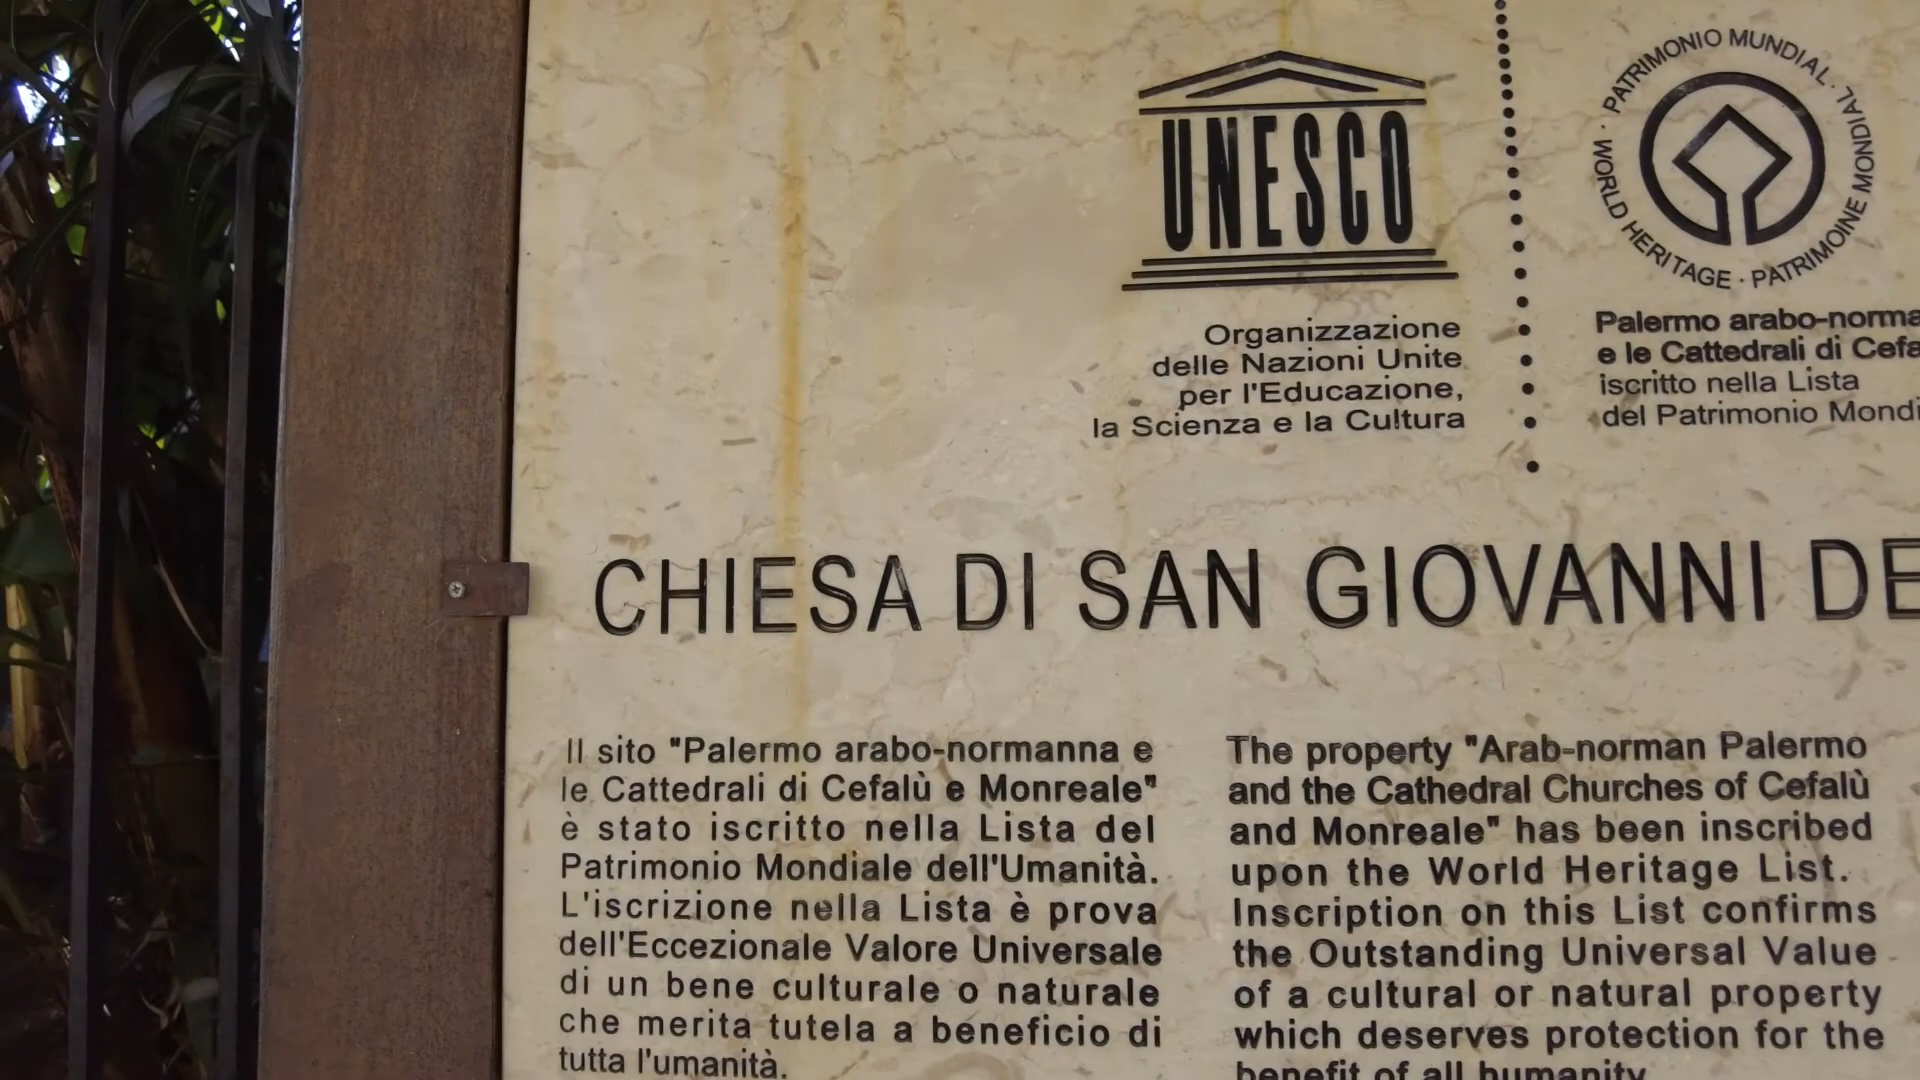 UNESCO
Organizzazione
delle Nazioni Unite
per l'Educazione,
la Scienza e la Cultura
· PATRIMONIO MUNDIAL · WORLD HERITAGE · PATRIMOINE MONDIAL
Palermo arabo-norma
e le Cattedrali di Cefa
iscritto nella Lista
del Patrimonio Mondi
CHIESA DI SAN GIOVANNI DE
Il sito "Palermo arabo-normanna e
le Cattedrali di Cefalù e Monreale"
è stato iscritto nella Lista del
Patrimonio Mondiale dell'Umanità.
L'iscrizione nella Lista è prova
dell'Eccezionale Valore Universale
di un bene culturale o naturale
che merita tutela a beneficio di
tutta l'umanità.
The property "Arab-norman Palermo
and the Cathedral Churches of Cefalù
and Monreale" has been inscribed
upon the World Heritage List.
Inscription on this List confirms
the Outstanding Universal Value
of a cultural or natural property
which deserves protection for the
benefit of all humanity